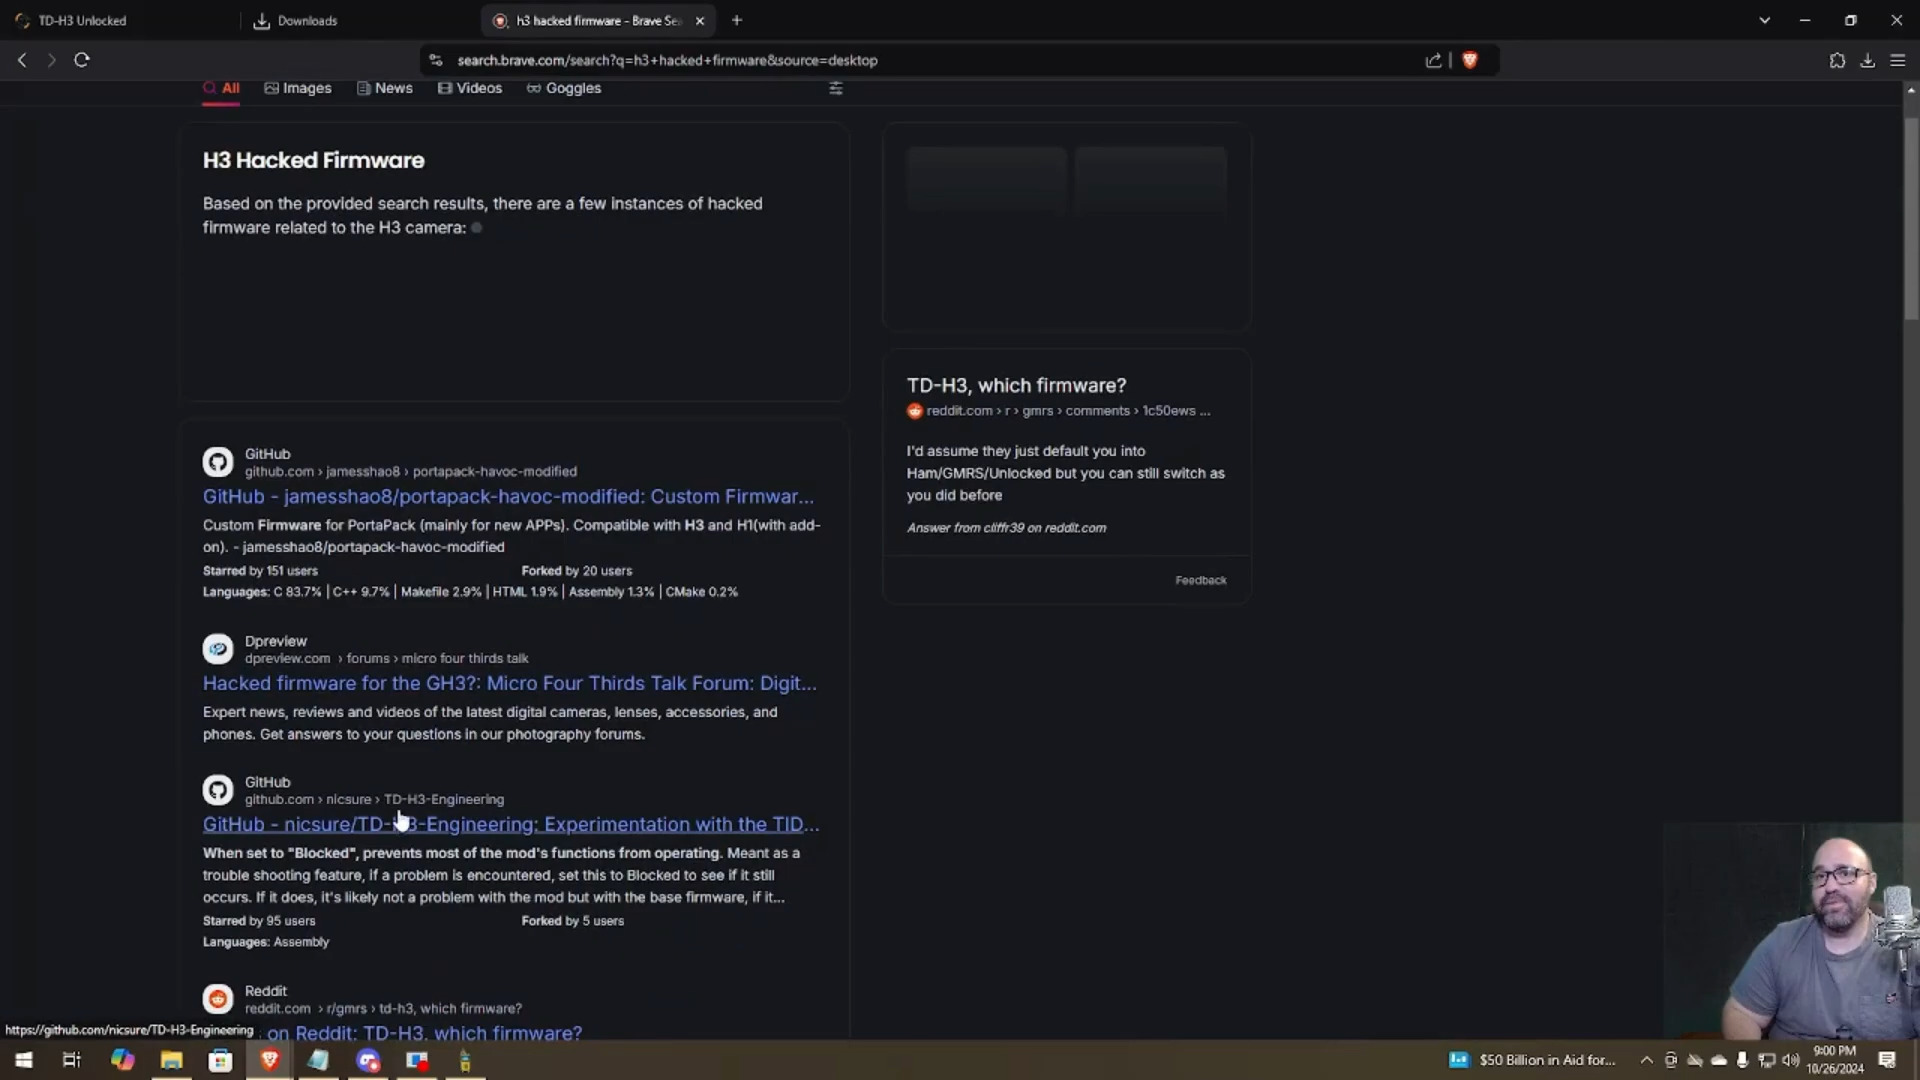 TD-H3 Unlocked
Downloads
h3 hacked firmware - Brave Sea
search.brave.com/search?q=h3+hacked+firmware&source=desktop
All
Images
News
Videos
Goggles
H3 Hacked Firmware
Based on the provided search results, there are a few instances of hacked
firmware related to the H3 camera:
GitHub
github.com › jamesshao8 › portapack-havoc-modified
GitHub - jamesshao8/portapack-havoc-modified: Custom Firmwar...
Custom Firmware for PortaPack (mainly for new APPs). Compatible with H3 and H1(with add-
on). - jamesshao8/portapack-havoc-modified
Starred by 151 users
Forked by 20 users
Languages: C 83.7% | C++ 9.7% | Makefile 2.9% | HTML 1.9% | Assembly 1.3% | CMake 0.2%
Dpreview
dpreview.com › forums › micro four thirds talk
Hacked firmware for the GH3?: Micro Four Thirds Talk Forum: Digit...
Expert news, reviews and videos of the latest digital cameras, lenses, accessories, and
phones. Get answers to your questions in our photography forums.
GitHub
github.com › nicsure › TD-H3-Engineering
GitHub - nicsure/TD-H3-Engineering: Experimentation with the TID...
When set to "Blocked", prevents most of the mod's functions from operating. Meant as a
trouble shooting feature, if a problem is encountered, set this to Blocked to see if it still
occurs. If it does, it's likely not a problem with the mod but with the base firmware, if it...
Starred by 95 users
Forked by 5 users
Languages: Assembly
Reddit
reddit.com › r/gmrs › td-h3, which firmware?
on Reddit: TD-H3, which firmware?
https://github.com/nicsure/TD-H3-Engineering
TD-H3, which firmware?
reddit.com › r › gmrs › comments › 1c50ews ...
I'd assume they just default you into
Ham/GMRS/Unlocked but you can still switch as
you did before
Answer from cliffr39 on reddit.com
Feedback
$50 Billion in Aid for...
9:00 PM
10/26/2024